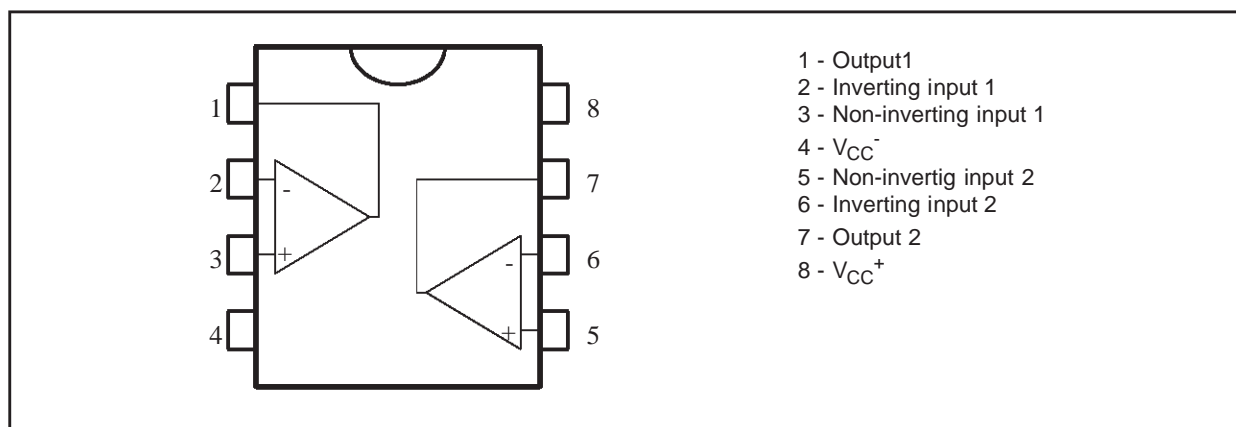 1
2
3
4
-
+
8
7
6
5
-
+
1 - Output1
2 - Inverting input 1
3 - Non-inverting input 1
4 - VCC-
5 - Non-invertig input 2
6 - Inverting input 2
7 - Output 2
8 - VCC+